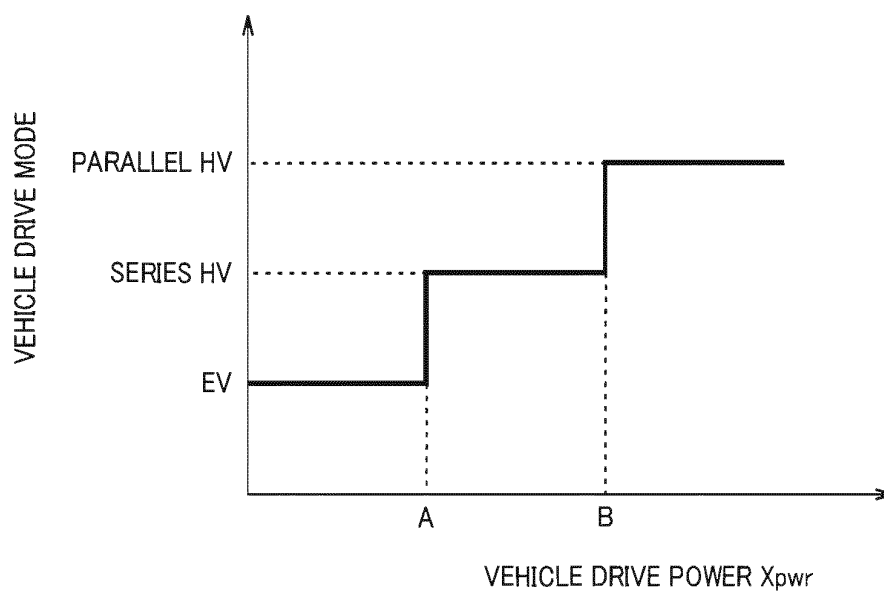 VEHICLE DRIVE MODE
PARALLEL HV
SERIES HV
EV
A
B
VEHICLE DRIVE POWER Xpwr